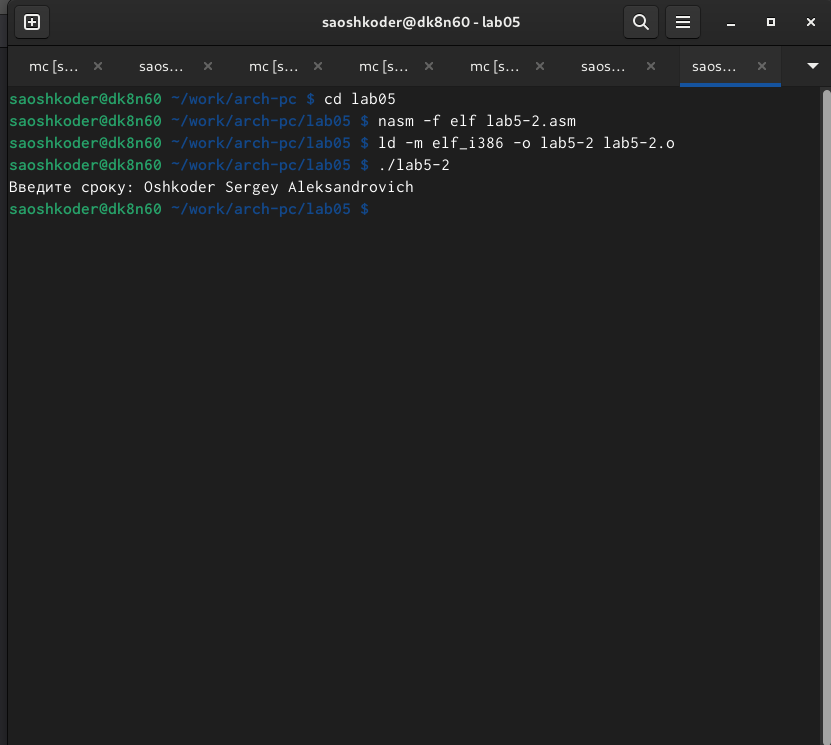 saoshkoder@dk8n60 - lab05
mc [s... saos... mc [s... mc [s... mc [s... saos... saos...
saoshkoder@dk8n60 ~/work/arch-pc $ cd lab05
saoshkoder@dk8n60 ~/work/arch-pc/lab05 $ nasm -f elf lab5-2.asm
saoshkoder@dk8n60 ~/work/arch-pc/lab05 $ ld -m elf_i386 -o lab5-2 lab5-2.o
saoshkoder@dk8n60 ~/work/arch-pc/lab05 $ ./lab5-2
Введите сроку: Oshkoder Sergey Aleksandrovich
saoshkoder@dk8n60 ~/work/arch-pc/lab05 $